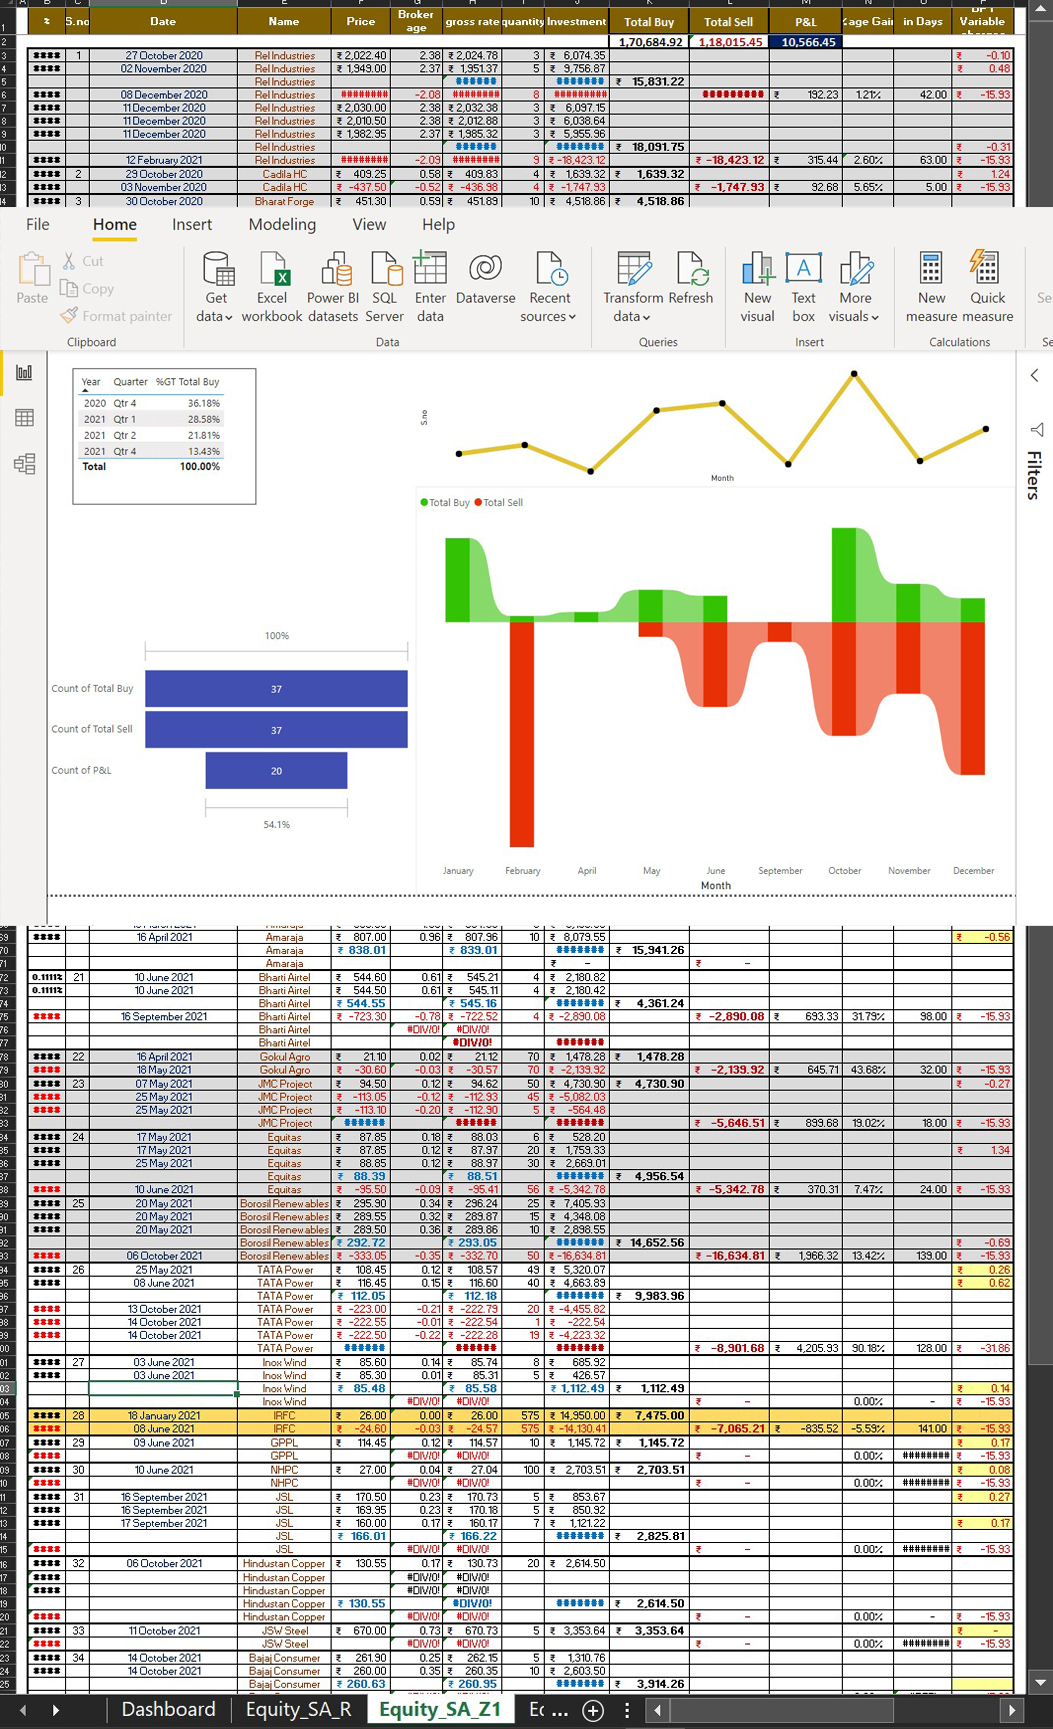 % S.no Date Name Price Broker age gross rate quantity Investment Total Buy Total Sell P&L in Days Variable
1,70,684.92 1,18,015.45 10,566.45
#### 1 27 October 2020 Rel Industries ₹ 2,022.40 2.38 ₹ 2,024.78 3 ₹ 6,074.35 ₹ -0.10
#### 02 November 2020 Rel Industries ₹ 1,949.00 2.37 ₹ 1,951.37 5 ₹ 9,756.87 ₹ 0.48
Rel Industries ###### ####### ₹ 15,831.22
#### 08 December 2020 Rel Industries ######## -2.08 ######## 8 ######### ######### ₹ 192.23 1.21% 42.00 ₹ -15.93
#### 11 December 2020 Rel Industries ₹ 2,030.00 2.38 ₹ 2,032.38 3 ₹ 6,097.15
#### 11 December 2020 Rel Industries ₹ 2,010.50 2.38 ₹ 2,012.88 3 ₹ 6,038.64
#### 11 December 2020 Rel Industries ₹ 1,982.95 2.37 ₹ 1,985.32 3 ₹ 5,955.96
Rel Industries ###### ####### ₹ 18,091.75 ₹ -0.31
#### 12 February 2021 Rel Industries ######## -2.09 ######## 9 ₹ -18,423.12 ₹ -18,423.12 ₹ 315.44 2.60% 63.00 ₹ -15.93
#### 2 29 October 2020 Cadila HC ₹ 409.25 0.58 ₹ 409.83 4 ₹ 1,639.32 ₹ 1,639.32 ₹ 1.24
#### 03 November 2020 Cadila HC ₹ -437.50 -0.52 ₹ -436.98 4 ₹ -1,747.93 ₹ -1,747.93 ₹ 92.68 5.65% 5.00 ₹ -15.93
#### 3 30 October 2020 Bharat Forge ₹ 451.30 0.59 ₹ 451.89 10 ₹ 4,518.86 ₹ 4,518.86
File Home Insert Modeling View Help
Paste Cut Copy Format painter
Get data Excel workbook Power BI datasets SQL Server Enter data Dataverse Recent sources Transform data Refresh New visual Text box More visuals New measure Quick measure
Clipboard Data Queries Insert Calculations
Year Quarter %GT Total Buy
2020 Qtr 4 36.18%
2021 Qtr 1 28.58%
2021 Qtr 2 21.81%
2021 Qtr 4 13.43%
Total 100.00%
S.no
Month
Filters
Total Buy Total Sell
100%
Count of Total Buy 37
Count of Total Sell 37
Count of P&L 20
54.1%
January February April May June September October November December
Month
#### 16 April 2021 Amaraja ₹ 807.00 0.96 ₹ 807.96 10 ₹ 8,079.55 ₹ -0.56
Amaraja ₹ 838.01 ₹ 839.01 ####### ₹ 15,941.26
Amaraja ₹ - ₹ -
0.1111% 21 10 June 2021 Bharti Airtel ₹ 544.60 0.61 ₹ 545.21 4 ₹ 2,180.82
0.1111% 10 June 2021 Bharti Airtel ₹ 544.50 0.61 ₹ 545.11 4 ₹ 2,180.42
Bharti Airtel ₹ 544.55 ₹ 545.16 ####### ₹ 4,361.24
#### 16 September 2021 Bharti Airtel ₹ -723.30 -0.78 ₹ -722.52 4 ₹ -2,890.08 ₹ -2,890.08 ₹ 693.33 31.79% 98.00 ₹ -15.93
Bharti Airtel #DIV/0! #DIV/0!
Bharti Airtel #DIV/0! #######
#### 22 16 April 2021 Gokul Agro ₹ 21.10 0.02 ₹ 21.12 70 ₹ 1,478.28 ₹ 1,478.28
#### 18 May 2021 Gokul Agro ₹ -30.60 -0.03 ₹ -30.57 70 ₹ -2,139.92 ₹ -2,139.92 ₹ 645.71 43.68% 32.00 ₹ -15.93
#### 23 07 May 2021 JMC Project ₹ 94.50 0.12 ₹ 94.62 50 ₹ 4,730.90 ₹ 4,730.90 ₹ -0.27
#### 25 May 2021 JMC Project ₹ -113.05 -0.12 ₹ -112.93 45 ₹ -5,082.03
#### 25 May 2021 JMC Project ₹ -113.10 -0.20 ₹ -112.90 5 ₹ -564.48
JMC Project ###### ###### ####### ₹ -5,646.51 ₹ 899.68 19.02% 18.00 ₹ -15.93
#### 24 17 May 2021 Equitas ₹ 87.85 0.18 ₹ 88.03 6 ₹ 528.20
#### 17 May 2021 Equitas ₹ 87.85 0.12 ₹ 87.97 20 ₹ 1,759.33 ₹ 1.34
#### 25 May 2021 Equitas ₹ 88.85 0.12 ₹ 88.97 30 ₹ 2,669.01
Equitas ₹ 88.39 ₹ 88.51 ####### ₹ 4,956.54
#### 10 June 2021 Equitas ₹ -95.50 -0.09 ₹ -95.41 56 ₹ -5,342.78 ₹ -5,342.78 ₹ 370.31 7.47% 24.00 ₹ -15.93
#### 25 20 May 2021 Borosil Renewables ₹ 295.90 0.34 ₹ 296.24 25 ₹ 7,405.93
#### 20 May 2021 Borosil Renewables ₹ 289.55 0.32 ₹ 289.87 15 ₹ 4,348.08
#### 20 May 2021 Borosil Renewables ₹ 289.50 0.36 ₹ 289.86 10 ₹ 2,898.55
Borosil Renewables ₹ 292.72 ₹ 293.05 ####### ₹ 14,652.56 ₹ -0.69
#### 06 October 2021 Borosil Renewables ₹ -333.05 -0.35 ₹ -332.70 50 ₹ -16,634.81 ₹ -16,634.81 ₹ 1,966.32 13.42% 139.00 ₹ -15.93
#### 26 25 May 2021 TATA Power ₹ 108.45 0.12 ₹ 108.57 49 ₹ 5,320.07 ₹ 0.26
#### 08 June 2021 TATA Power ₹ 116.45 0.15 ₹ 116.60 40 ₹ 4,663.89 ₹ 0.62
TATA Power ₹ 112.05 ₹ 112.18 ####### ₹ 9,983.96
#### 13 October 2021 TATA Power ₹ -223.00 -0.21 ₹ -222.79 20 ₹ -4,455.82
#### 14 October 2021 TATA Power ₹ -222.55 -0.01 ₹ -222.54 1 ₹ -222.54
#### 14 October 2021 TATA Power ₹ -222.50 -0.22 ₹ -222.28 19 ₹ -4,223.32
TATA Power ###### ###### ####### ₹ -8,901.68 ₹ 4,205.93 90.18% 128.00 ₹ -31.86
#### 27 03 June 2021 Inox Wind ₹ 85.60 0.14 ₹ 85.74 8 ₹ 685.92
#### 03 June 2021 Inox Wind ₹ 85.30 0.01 ₹ 85.31 5 ₹ 426.57
Inox Wind ₹ 85.48 ₹ 85.58 ₹ 1,112.49 ₹ 1,112.49 ₹ 0.14
Inox Wind #DIV/0! #DIV/0! ₹ - 0.00% - ₹ -15.93
#### 28 18 January 2021 IRFC ₹ 26.00 0.00 ₹ 26.00 575 ₹ 14,950.00 ₹ 7,475.00
#### 08 June 2021 IRFC ₹ -24.60 -0.03 ₹ -24.57 575 ₹ -14,130.41 ₹ -7,065.21 ₹ -835.52 -5.59% 141.00 ₹ -15.93
#### 29 09 June 2021 GPPL ₹ 114.45 0.12 ₹ 114.57 10 ₹ 1,145.72 ₹ 1,145.72 ₹ 0.17
#### GPPL #DIV/0! #DIV/0! ₹ - 0.00% ######## ₹ -15.93
#### 30 10 June 2021 NHPC ₹ 27.00 0.04 ₹ 27.04 100 ₹ 2,703.51 ₹ 2,703.51 ₹ 0.08
#### NHPC #DIV/0! #DIV/0! ₹ - 0.00% ######## ₹ -15.93
#### 31 16 September 2021 JSL ₹ 170.50 0.23 ₹ 170.73 5 ₹ 853.67 ₹ 0.27
#### 16 September 2021 JSL ₹ 169.95 0.23 ₹ 170.18 5 ₹ 850.92
#### 17 September 2021 JSL ₹ 160.00 0.17 ₹ 160.17 7 ₹ 1,121.22 ₹ 0.17
JSL ₹ 166.01 ₹ 166.22 ####### ₹ 2,825.81
#### JSL #DIV/0! #DIV/0! ₹ - 0.00% ######## ₹ -15.93
#### 32 06 October 2021 Hindustan Copper ₹ 130.55 0.17 ₹ 130.73 20 ₹ 2,614.50
#### Hindustan Copper #DIV/0! #DIV/0!
#### Hindustan Copper #DIV/0! #DIV/0!
Hindustan Copper ₹ 130.55 #DIV/0! ####### ₹ 2,614.50
#### Hindustan Copper #DIV/0! #DIV/0! ₹ - 0.00% - ₹ -15.93
#### 33 11 October 2021 JSW Steel ₹ 670.00 0.73 ₹ 670.73 5 ₹ 3,353.64 ₹ 3,353.64 ₹ -
#### JSW Steel #DIV/0! #DIV/0! ₹ - 0.00% ######## ₹ -15.93
#### 34 14 October 2021 Bajaj Consumer ₹ 261.90 0.25 ₹ 262.15 5 ₹ 1,310.76
#### 14 October 2021 Bajaj Consumer ₹ 260.00 0.35 ₹ 260.35 10 ₹ 2,603.50
Bajaj Consumer ₹ 260.63 ₹ 260.95 ####### ₹ 3,914.26
Dashboard Equity_SA_R Equity_SA_Z1 Ec ...